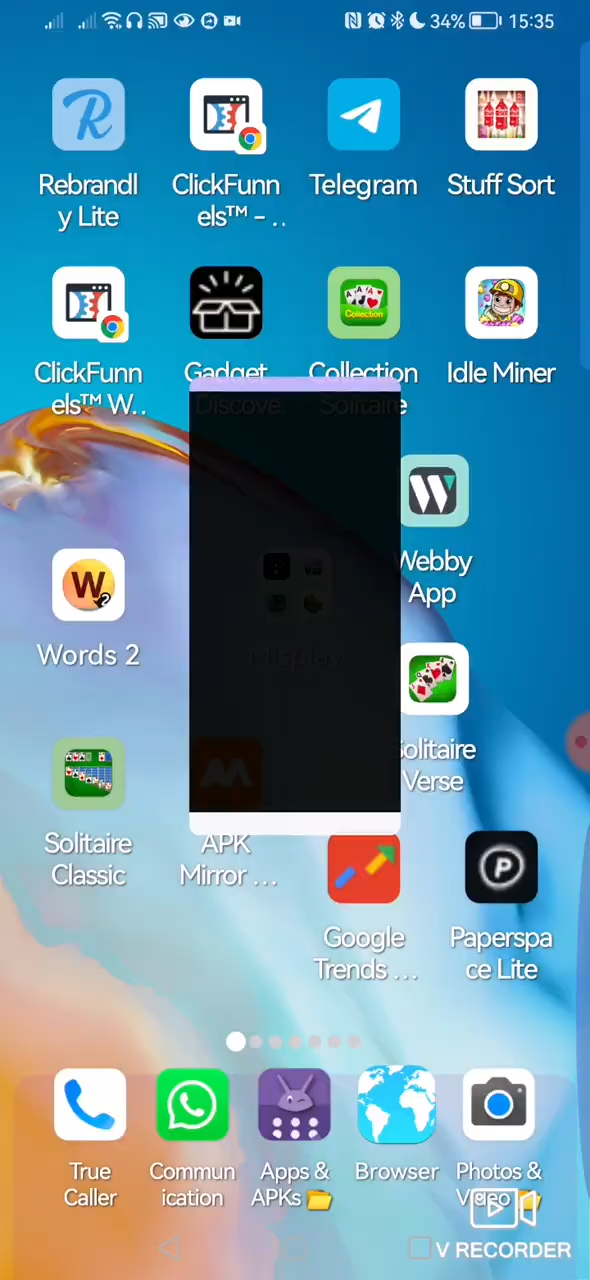 34% 15:35
Rebrandl
y Lite
ClickFunn
els™ - ..
Telegram
Stuff Sort
ClickFunn
els™ W..
Gadget
Discove.
Collection
Collection
Solitaire
Idle Miner
W
Words 2
Webby
App
Solitaire
Verse
Solitaire
Classic
APK
Mirror ...
Google
Trends ...
P
Paperspa
ce Lite
True
Caller
Commun
ication
Apps &
APKs
Browser
Photos &
Video
V RECORDER